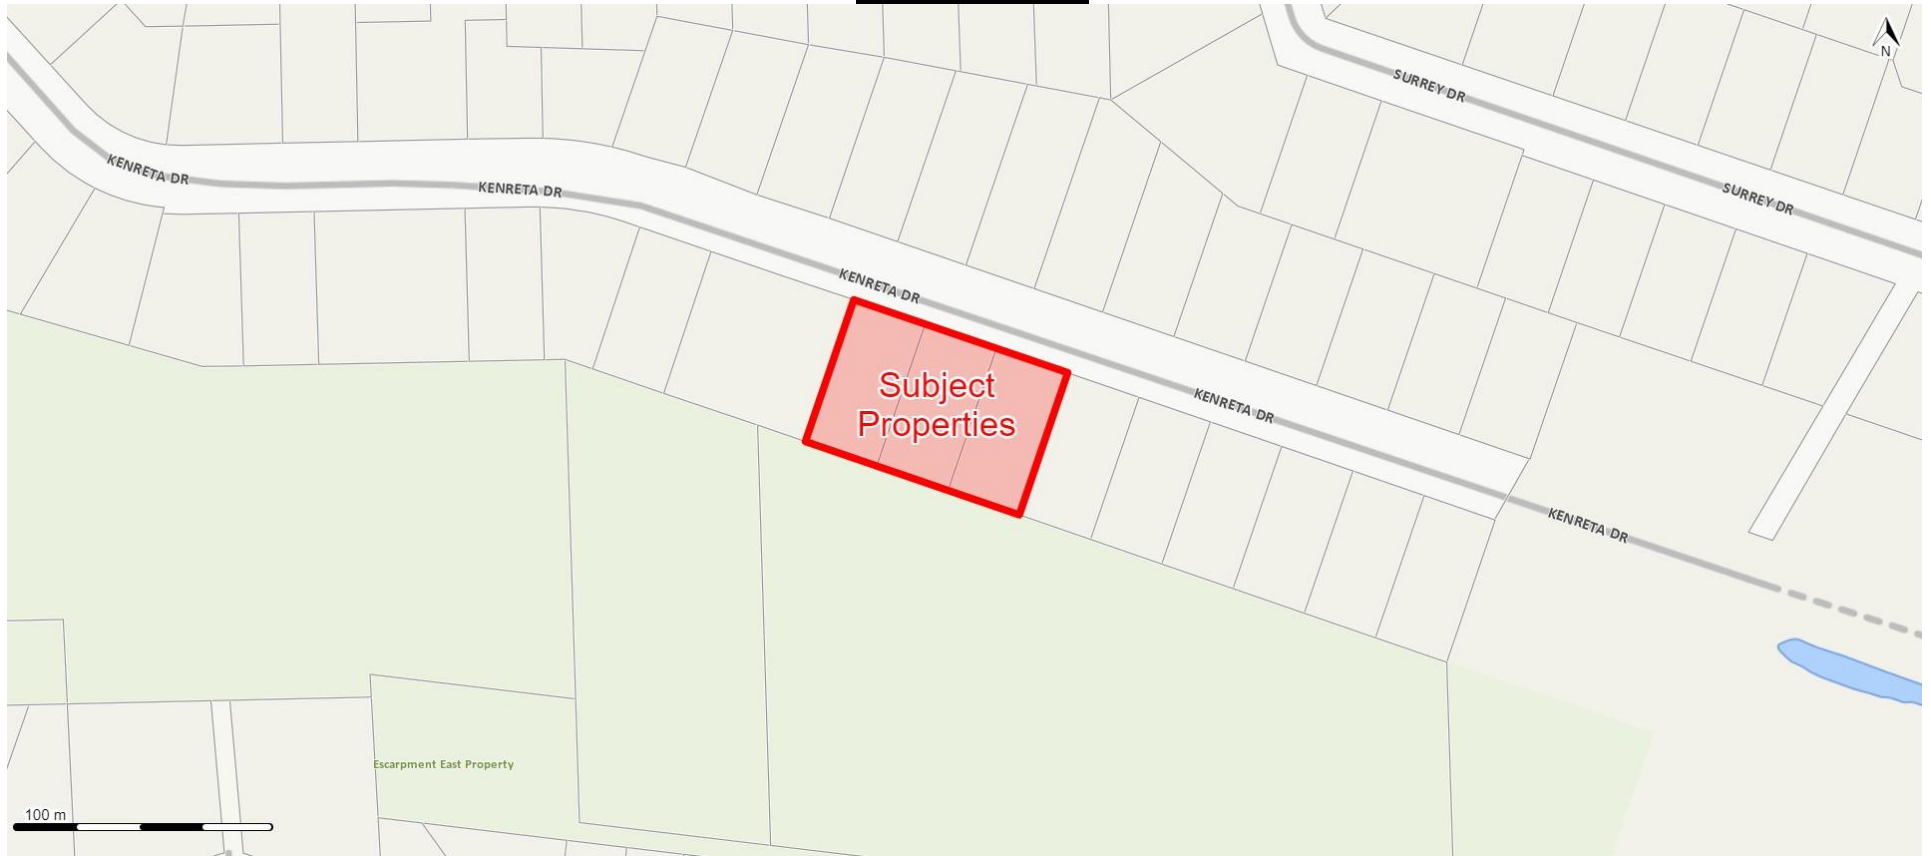 N
SURREY DR
SURREY DR
KENRETA DR
KENRETA DR
KENRETA DR
KENRETA DR
KENRETA DR
Subject
Properties
Escarpment East Property
100 m